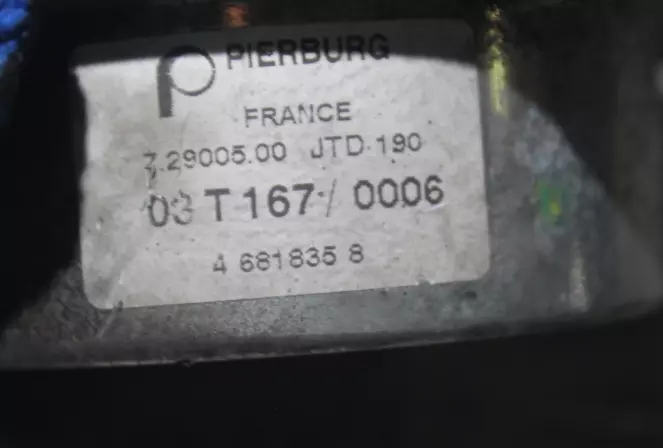 PIERBURG
FRANCE
7.29005.00 JTD 190
03 T 167 / 0006
4 681835 8